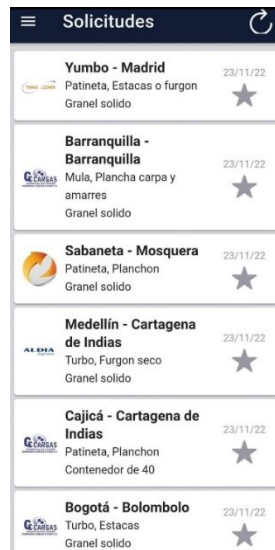 Solicitudes
Yumbo - Madrid
23/11/22
Patineta, Estacas o furgon
Granel solido
Barranquilla -
Barranquilla
23/11/22
Mula, Plancha carpa y
amarres
Granel solido
Sabaneta - Mosquera
23/11/22
Patineta, Planchon
Granel solido
Medellín - Cartagena
de Indias
23/11/22
ALDIA
Turbo, Furgon seco
Granel solido
Cajicá - Cartagena de
Indias
23/11/22
CARGAS
Patineta, Planchon
Contenedor de 40
Bogotá - Bolombolo
23/11/22
CARGAS
Turbo, Estacas
Granel solido